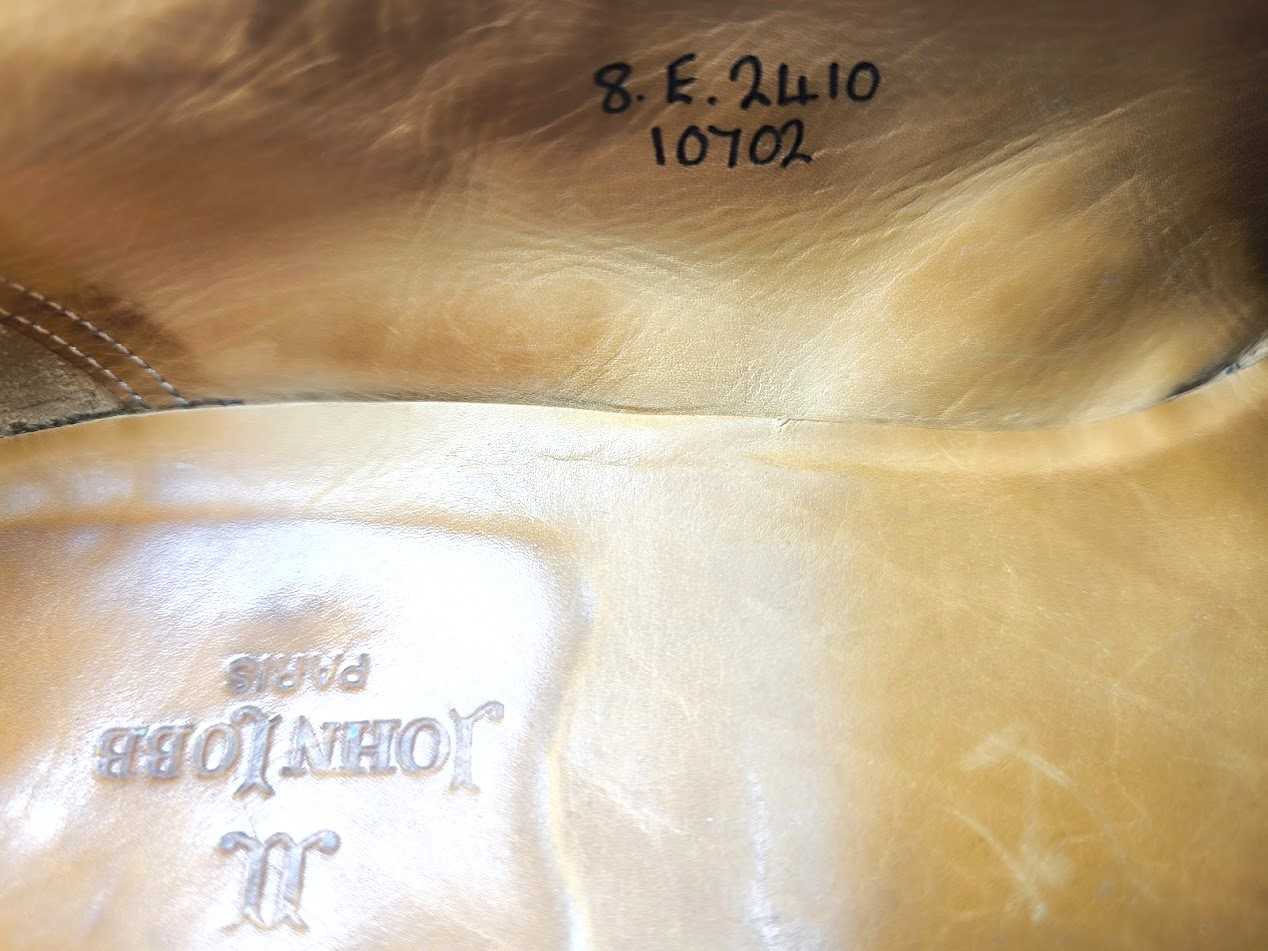 8. E. 2410
10702
JL
JOHN LOBB
PARIS